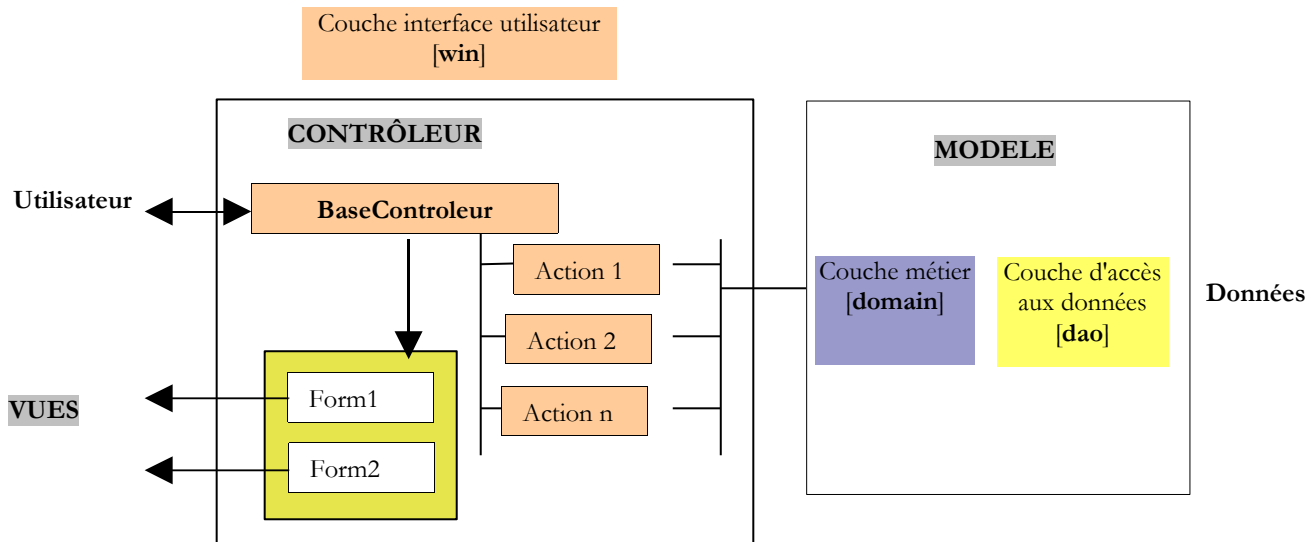 Couche interface utilisateur
[win]
CONTRÔLEUR
MODELE
Utilisateur
BaseControleur
Action 1
Couche métier
[domain]
Couche d'accès
aux données
[dao]
Données
Action 2
VUES
Form1
Action n
Form2